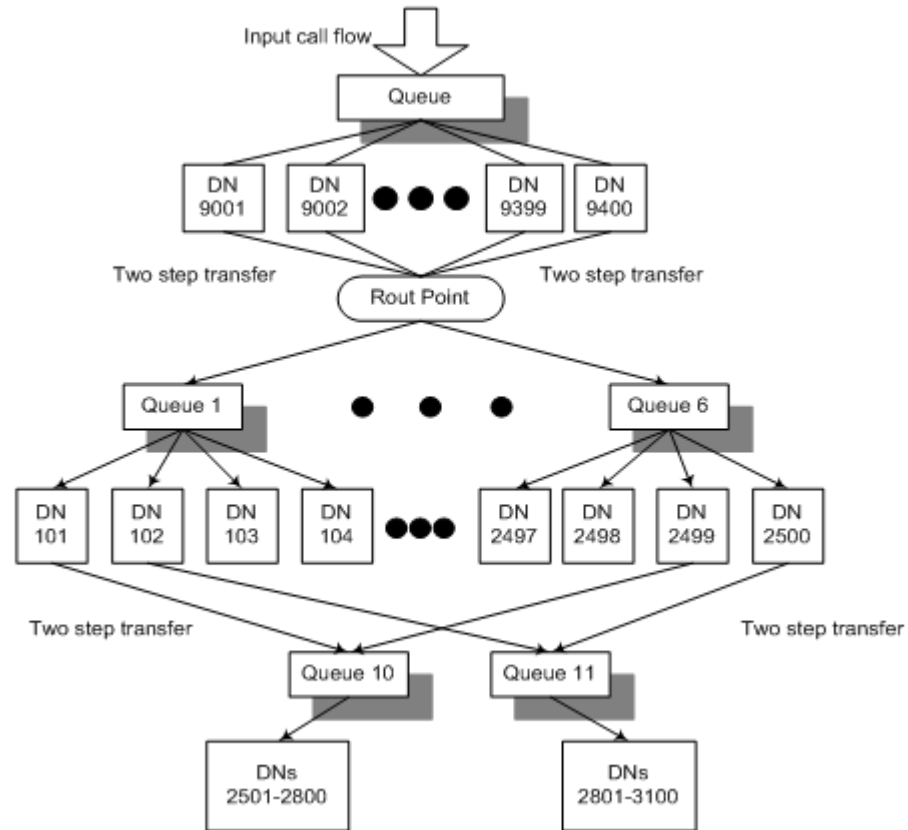 Input call flow
Queue
DN
9001
DN
9002
DN
9399
DN
9400
Two step transfer
Two step transfer
Rout Point
Queue 1
Queue 6
DN
101
DN
102
DN
103
DN
104
DN
2497
DN
2498
DN
2499
DN
2500
Two step transfer
Two step transfer
Queue 10
Queue 11
DNs
2501-2800
DNs
2801-3100